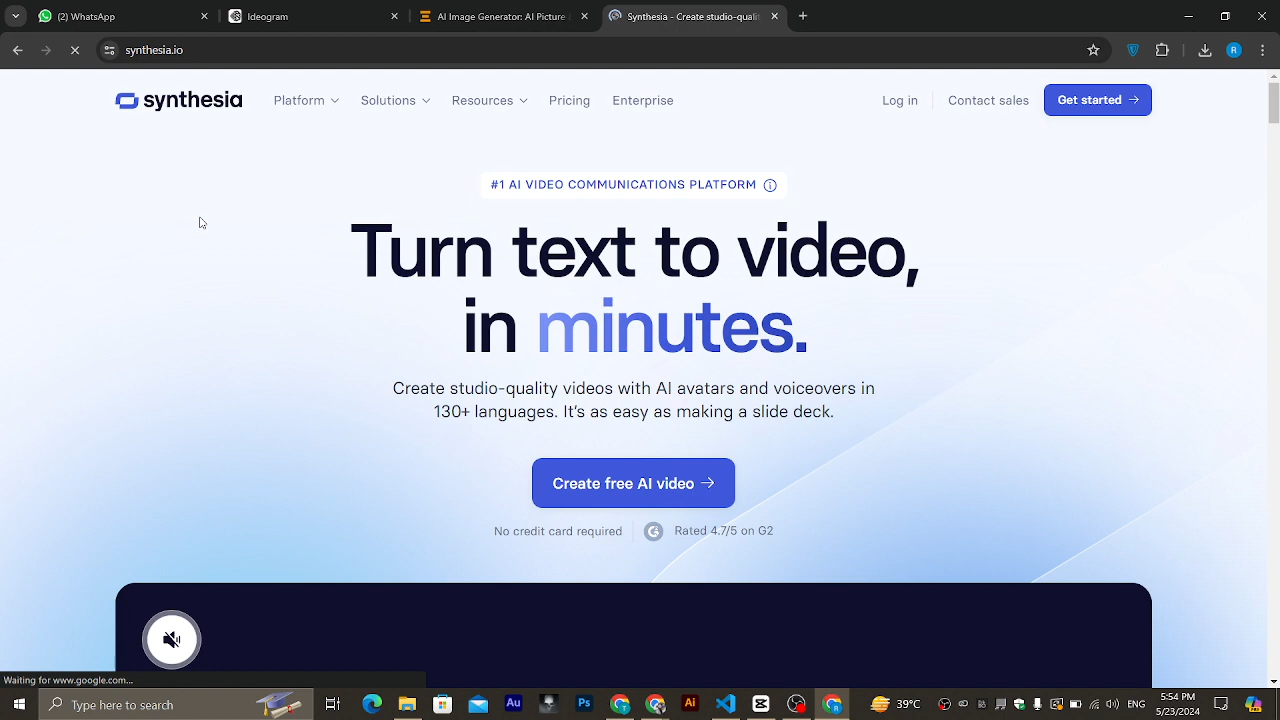 (2) WhatsApp
Ideogram
AI Image Generator: AI Picture
Synthesia - Creating studio-quali
synthesia.io
R
synthesia
Platform
Solutions
Resources
Pricing
Enterprise
Log in
Contact sales
Get started →
#1 AI VIDEO COMMUNICATIONS PLATFORM
Turn text to video,
in minutes.
Create studio-quality videos with AI avatars and voiceovers in
130+ languages. It's as easy as making a slide deck.
Create free AI video →
No credit card required
Rated 4.7/5 on G2
Waiting for www.google.com...
Type here to search
Au
Ps
Ai
39°C
ENG
5:54 PM
5/23/2024